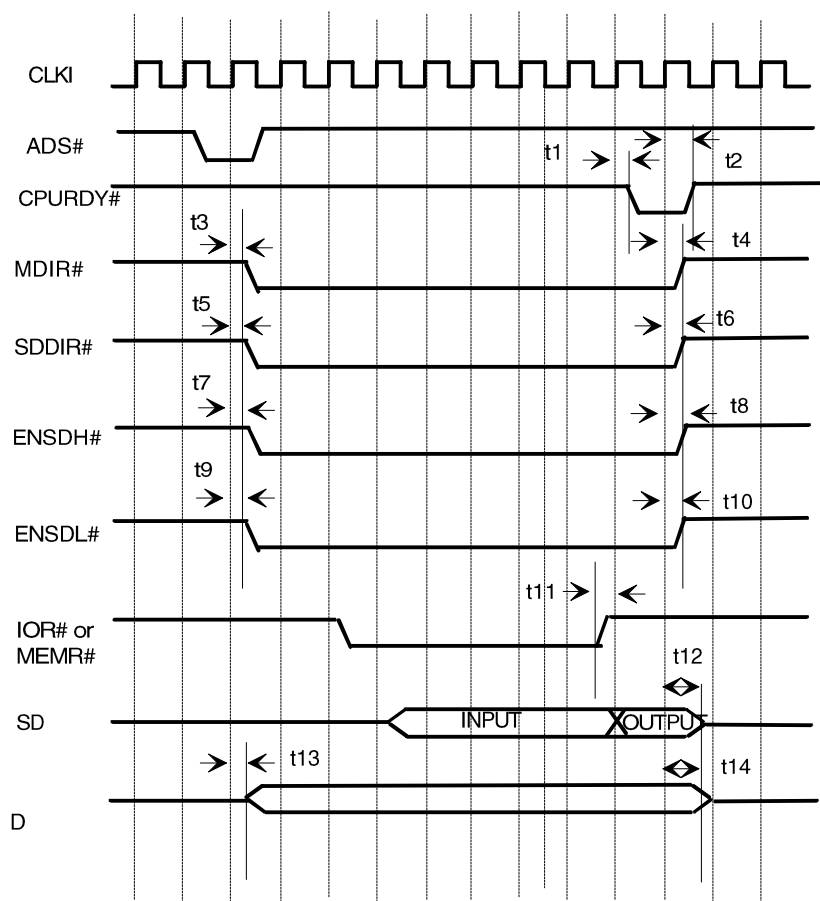 CLKI
ADS#
t1
t2
CPURDY#
t3
t4
MDIR#
t5
t6
SDDIR#
t7
t8
ENSDH#
t9
t10
ENSDL#
t11
IOR# or
MEMR#
t12
SD
INPUT
OUTPUT
t13
t14
D